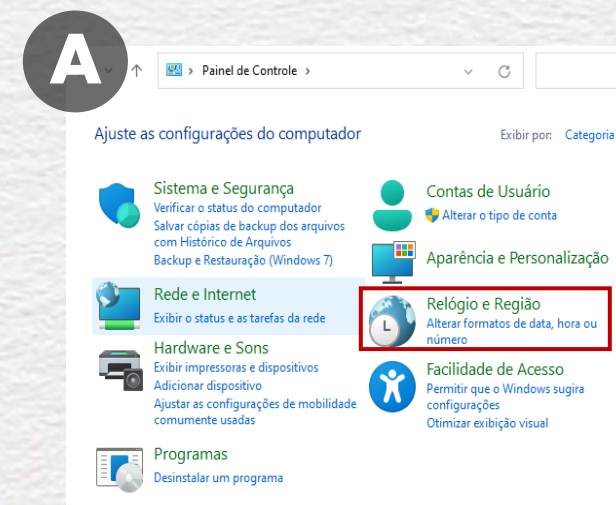 A
Painel de Controle
Ajuste as configurações do computador
Exibir por: Categoria
Sistema e Segurança
Verificar o status do computador
Salvar cópias de backup dos arquivos
com Histórico de Arquivos
Backup e Restauração (Windows 7)
Rede e Internet
Exibir o status e as tarefas da rede
Hardware e Sons
Exibir impressoras e dispositivos
Adicionar dispositivo
Ajustar as configurações de mobilidade
comumente usadas
Programas
Desinstalar um programa
Contas de Usuário
Alterar o tipo de conta
Aparência e Personalização
Relógio e Região
Alterar formatos de data, hora ou
número
Facilidade de Acesso
Permitir que o Windows sugira
configurações
Otimizar exibição visual